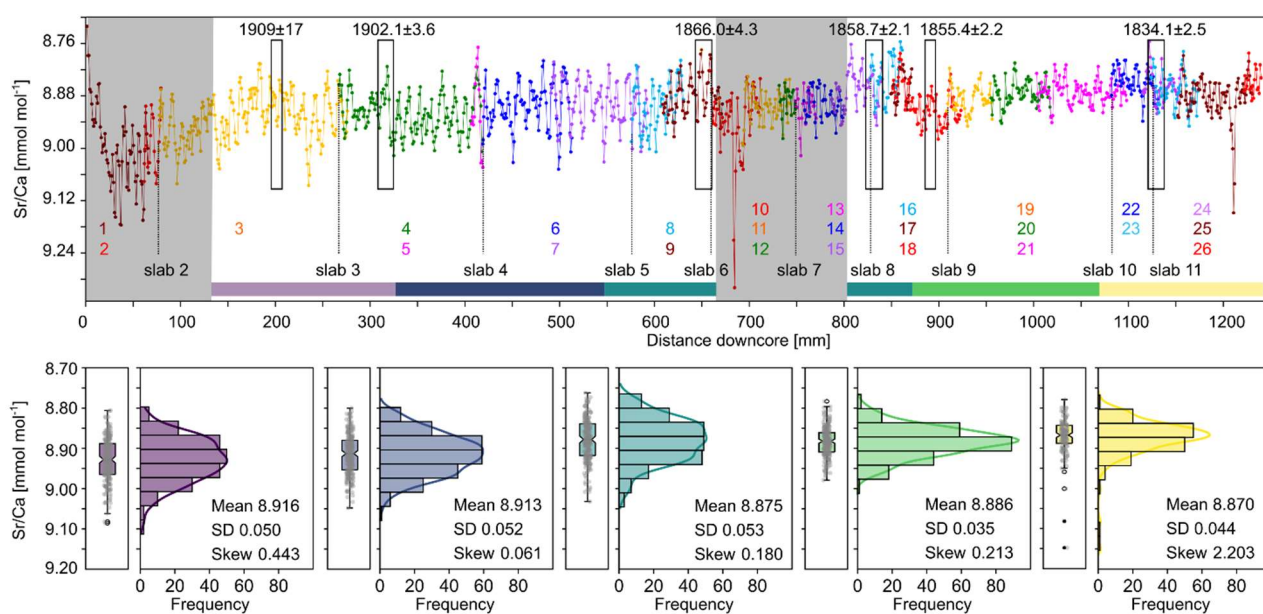 1909±17 1902.1±3.6 1866.0±4.3 1858.7±2.1 1855.4±2.2 1834.1±2.5
Sr/Ca [mmol mol-1]
8.76
8.88
9.00
9.12
9.24
1 2 3 4 5 6 7 8 9 10 11 12 13 14 15 16 17 18 19 20 21 22 23 24 25 26
slab 2 slab 3 slab 4 slab 5 slab 6 slab 7 slab 8 slab 9 slab 10 slab 11
0 100 200 300 400 500 600 700 800 900 1000 1100 1200
Distance downcore [mm]
Sr/Ca [mmol mol-1]
8.70
8.80
8.90
9.00
9.10
9.20
Mean 8.916
SD 0.050
Skew 0.443
0 20 40 60 80
Frequency
Mean 8.913
SD 0.052
Skew 0.061
0 20 40 60 80
Frequency
Mean 8.875
SD 0.053
Skew 0.180
0 20 40 60 80
Frequency
Mean 8.886
SD 0.035
Skew 0.213
0 20 40 60 80
Frequency
Mean 8.870
SD 0.044
Skew 2.203
0 20 40 60 80
Frequency